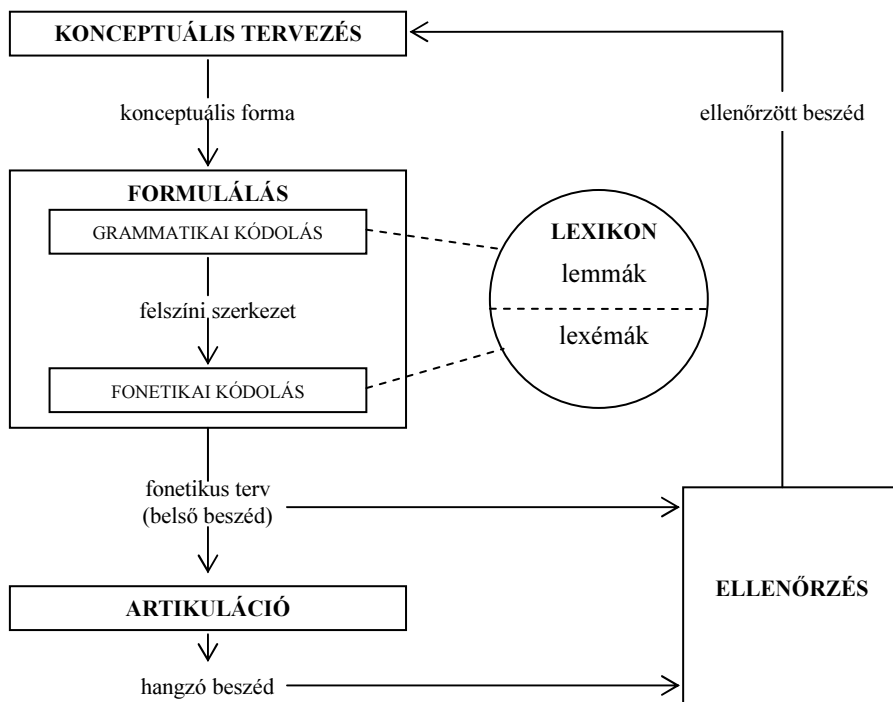 KONCEPTUÁLIS TERVEZÉS
konceptuális forma
ellenőrzött beszéd
FORMULÁLÁS
GRAMMATIKAI KÓDOLÁS
LEXIKON
lemmák
felszíni szerkezet
lexémák
FONETIKAI KÓDOLÁS
fonetikus terv
(belső beszéd)
ELLENŐRZÉS
ARTIKULÁCIÓ
hangzó beszéd